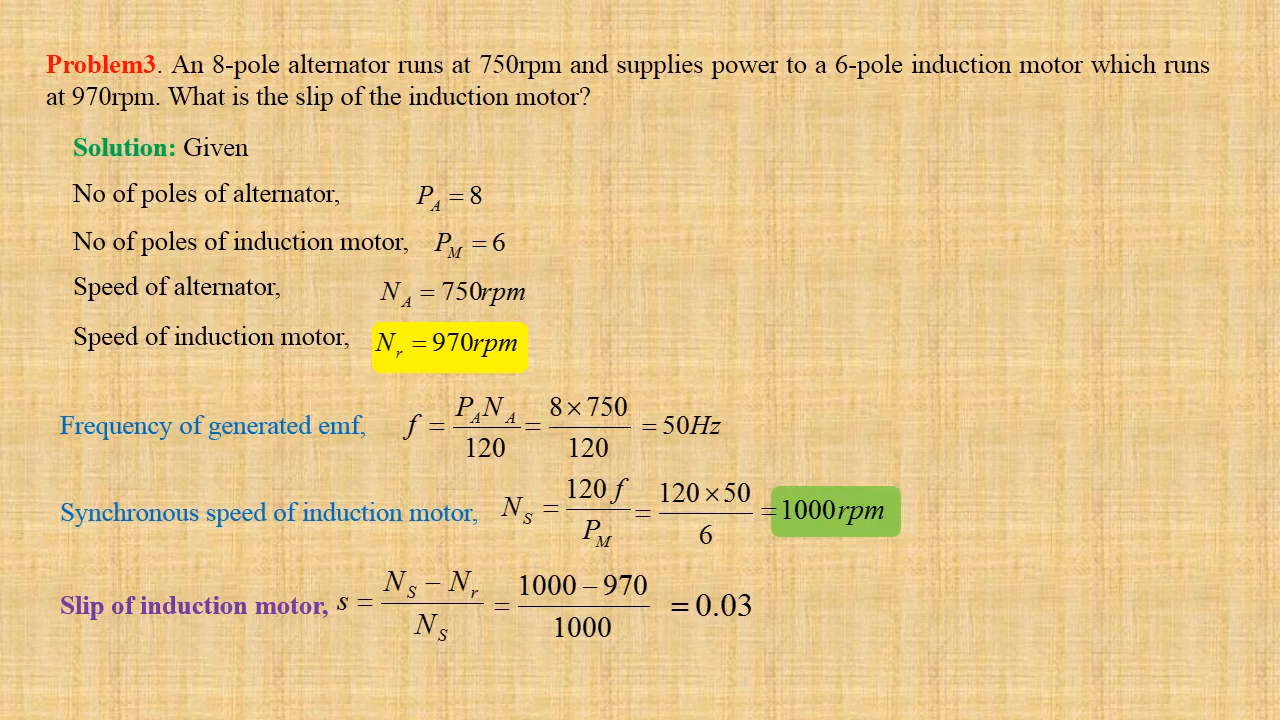 Problem3. An 8-pole alternator runs at 750rpm and supplies power to a 6-pole induction motor which runs
at 970rpm. What is the slip of the induction motor?
Solution: Given
No of poles of alternator, P_A = 8
No of poles of induction motor, P_M = 6
Speed of alternator, N_A = 750rpm
Speed of induction motor, N_r = 970rpm
Frequency of generated emf, f = P_A N_A / 120 = 8 × 750 / 120 = 50Hz
Synchronous speed of induction motor, N_S = 120 f / P_M = 120 × 50 / 6 = 1000rpm
Slip of induction motor, s = N_S − N_r / N_S = 1000 − 970 / 1000 = 0.03